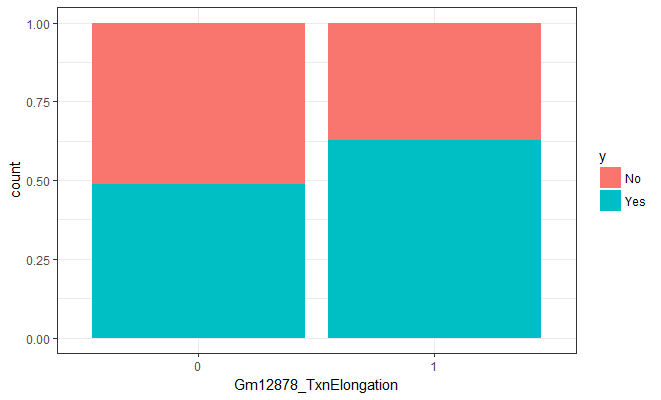 1.00
0.75
0.50
0.25
0.00
count
0
1
Gm12878_TxnElongation
y
No
Yes